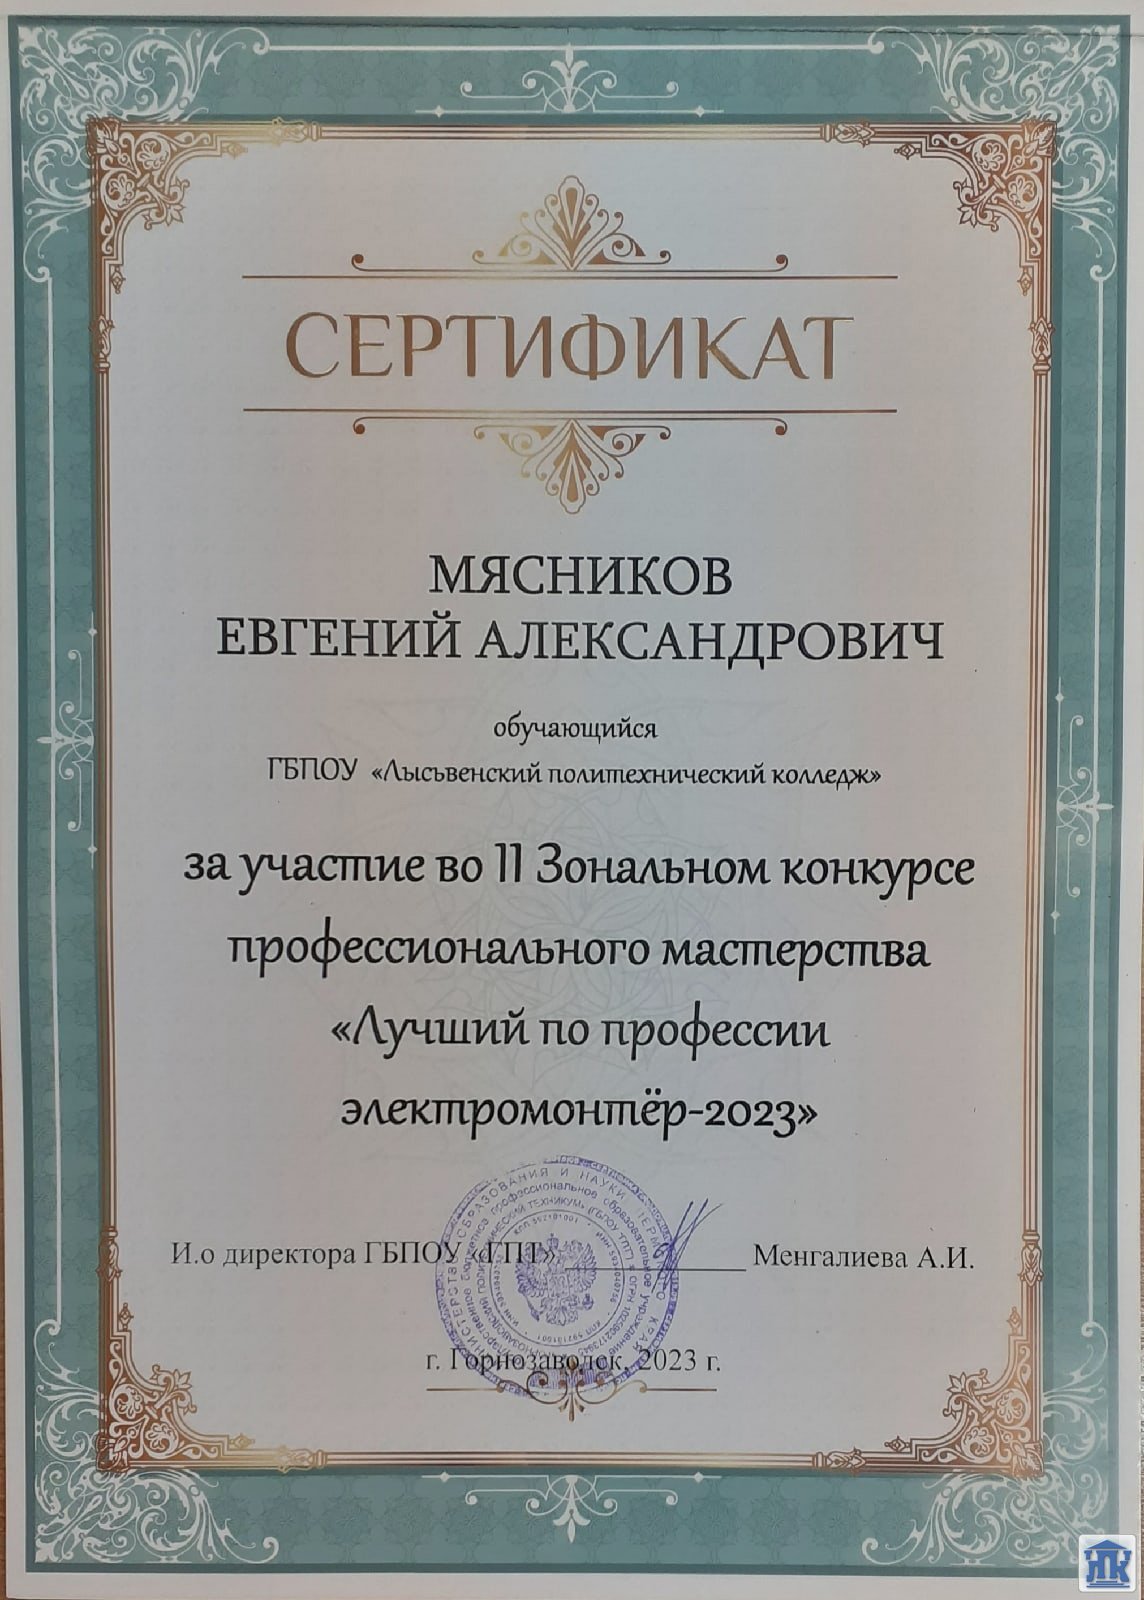 СЕРТИФИКАТ
МЯСНИКОВ
ЕВГЕНИЙ АЛЕКСАНДРОВИЧ
обучающийся
ГБПОУ «Лысьвенский политехнический колледж»
за участие во II Зональном конкурсе
профессионального мастерства
«Лучший по профессии
электромонтёр-2023»
И.о директора ГБПОУ «ГПТ» Менгалиева А.И.
г. Горнозаводск, 2023 г.
ЛПК